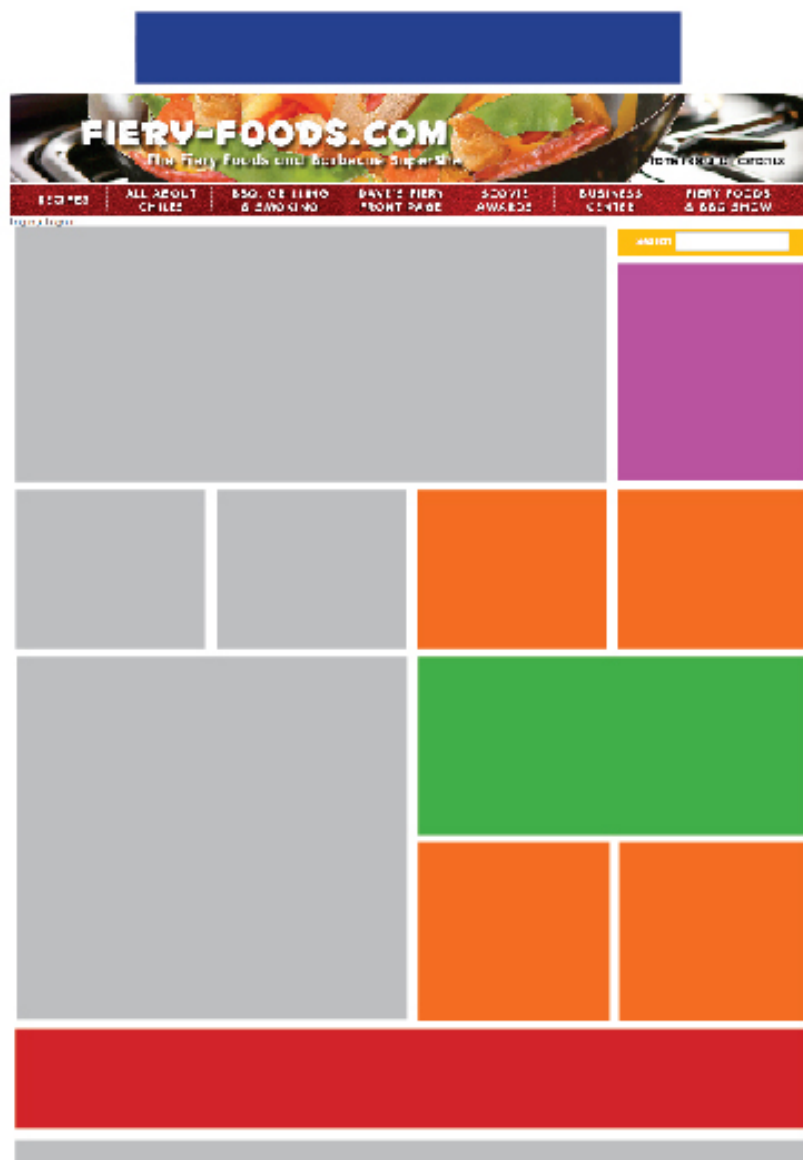 FIERY-FOODS.COM
The Fiery Foods and Barbecue SuperSite
RECIPES
ALL ABOUT
CHILES
BBQ, GRILLING
& SMOKING
DAVE'S FIERY
FRONT PAGE
SCOVIE
AWARDS
BUSINESS
CENTER
FIERY FOODS
& BBQ SHOW
SEARCH